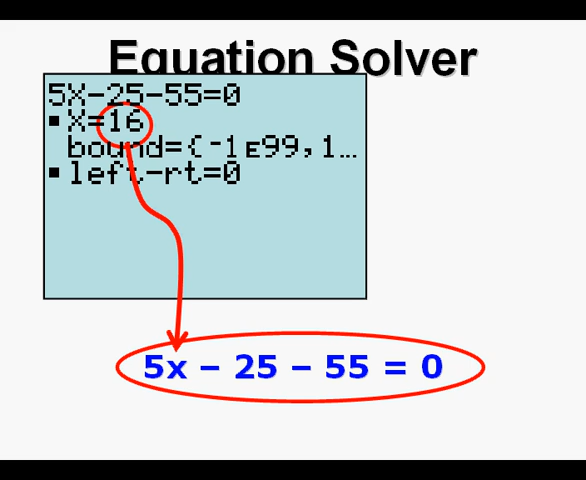 Equation Solver
5X-25-55=0
▪X=16
bound={-1ᴇ99,1…
▪left-rt=0
5x – 25 – 55 = 0